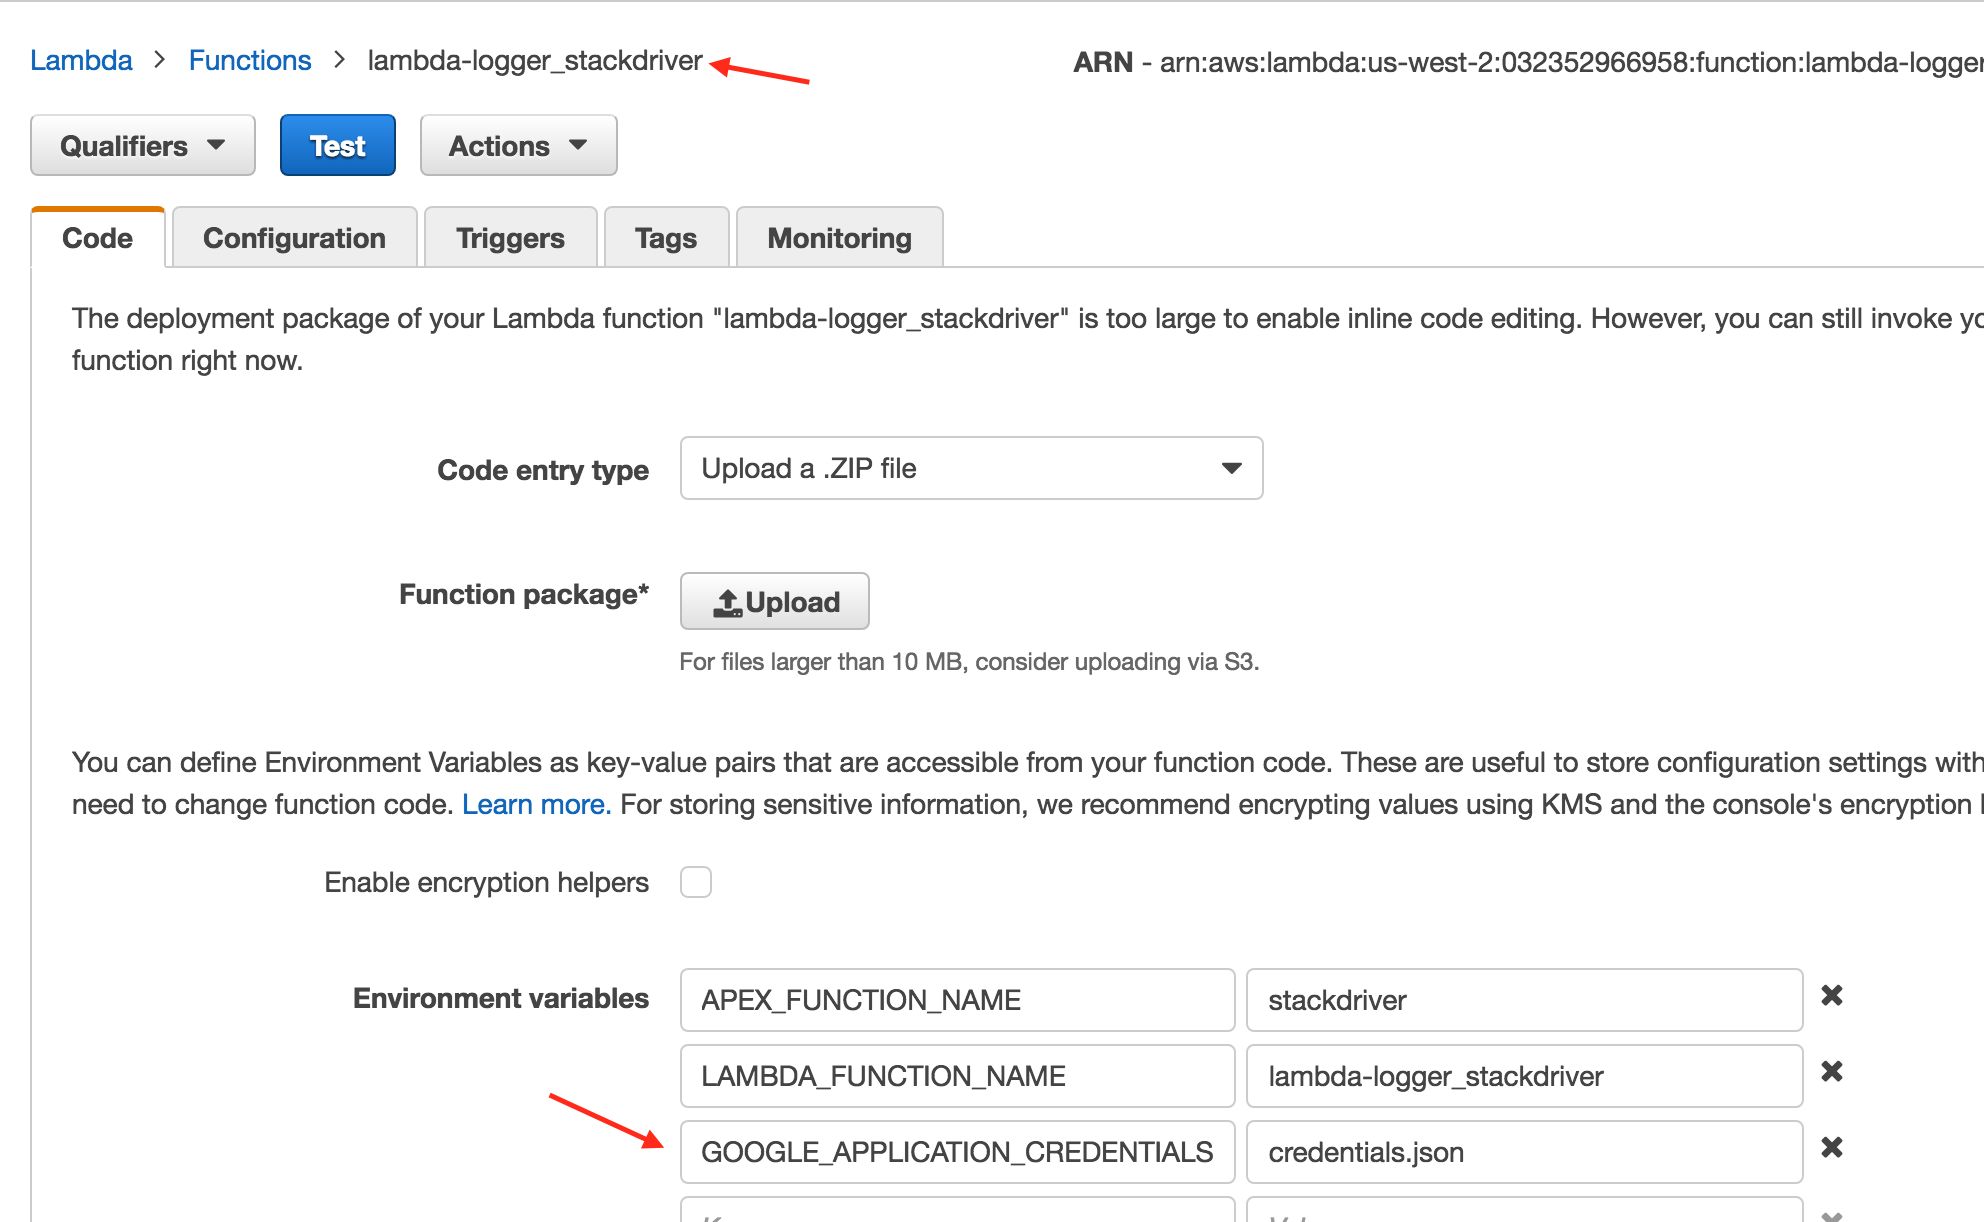 Lambda > Functions > lambda-logger_stackdriver
ARN - arn:aws:lambda:us-west-2:032352966958:function:lambda-logger
Qualifiers Test Actions
Code Configuration Triggers Tags Monitoring
The deployment package of your Lambda function "lambda-logger_stackdriver" is too large to enable inline code editing. However, you can still invoke
function right now.
Code entry type Upload a .ZIP file
Function package* Upload
For files larger than 10 MB, consider uploading via S3.
You can define Environment Variables as key-value pairs that are accessible from your function code. These are useful to store configuration settings with
need to change function code. Learn more. For storing sensitive information, we recommend encrypting values using KMS and the console's encryption
Enable encryption helpers
Environment variables APEX_FUNCTION_NAME stackdriver
LAMBDA_FUNCTION_NAME lambda-logger_stackdriver
GOOGLE_APPLICATION_CREDENTIALS credentials.json